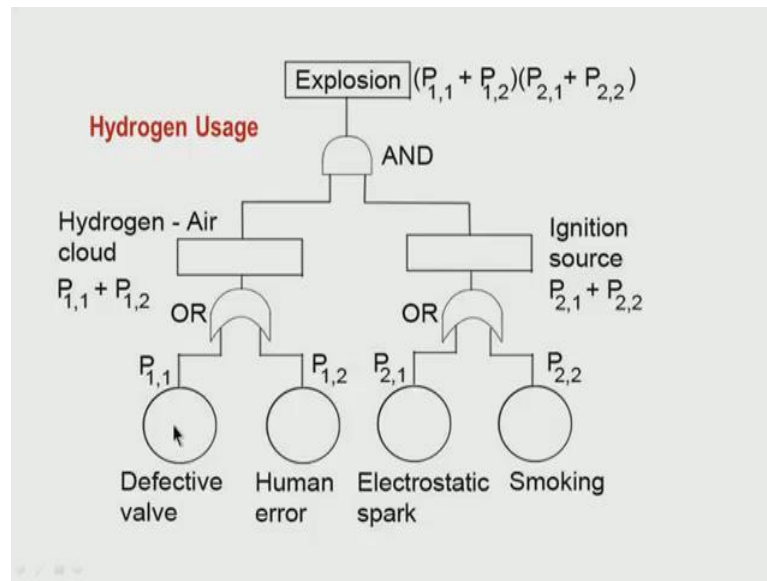 Explosion (P1,1 + P1,2)(P2,1 + P2,2)
Hydrogen Usage
AND
Hydrogen - Air
cloud
P1,1 + P1,2
OR
Ignition
source
P2,1 + P2,2
OR
P1,1
P1,2
P2,1
P2,2
Defective
valve
Human
error
Electrostatic
spark
Smoking